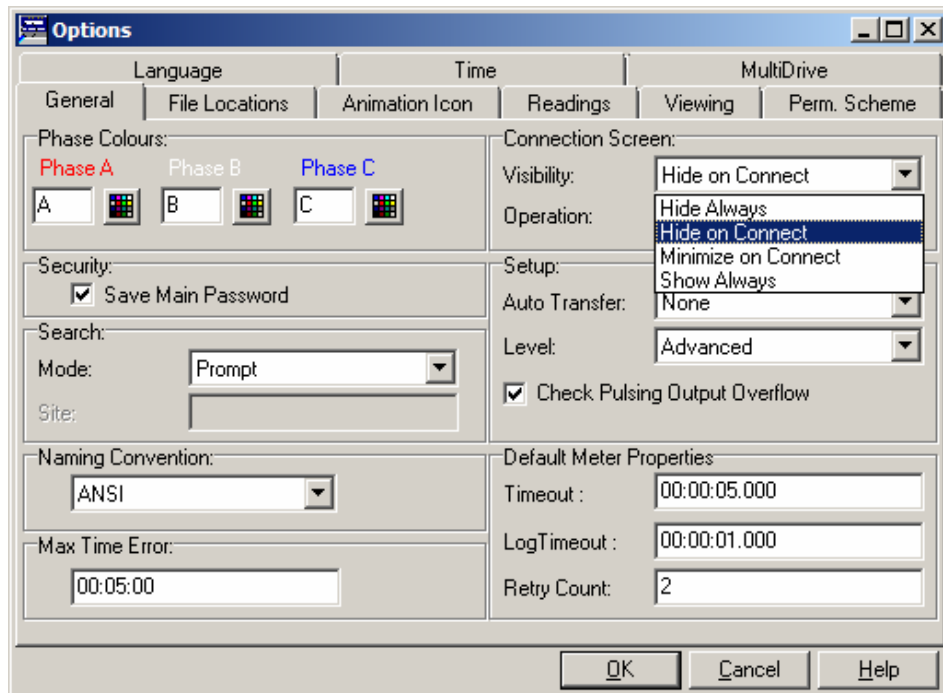 Options
Language Time MultiDrive
General File Locations Animation Icon Readings Viewing Perm. Scheme
Phase Colours:
Phase A Phase B Phase C
A B C
Security:
Save Main Password
Search:
Mode: Prompt
Site:
Naming Convention:
ANSI
Max Time Error:
00:05:00
Connection Screen:
Visibility: Hide on Connect
Operation:
Hide Always
Hide on Connect
Minimize on Connect
Show Always
Setup:
Auto Transfer: None
Level: Advanced
Check Pulsing Output Overflow
Default Meter Properties
Timeout : 00:00:05.000
LogTimeout : 00:00:01.000
Retry Count: 2
OK Cancel Help